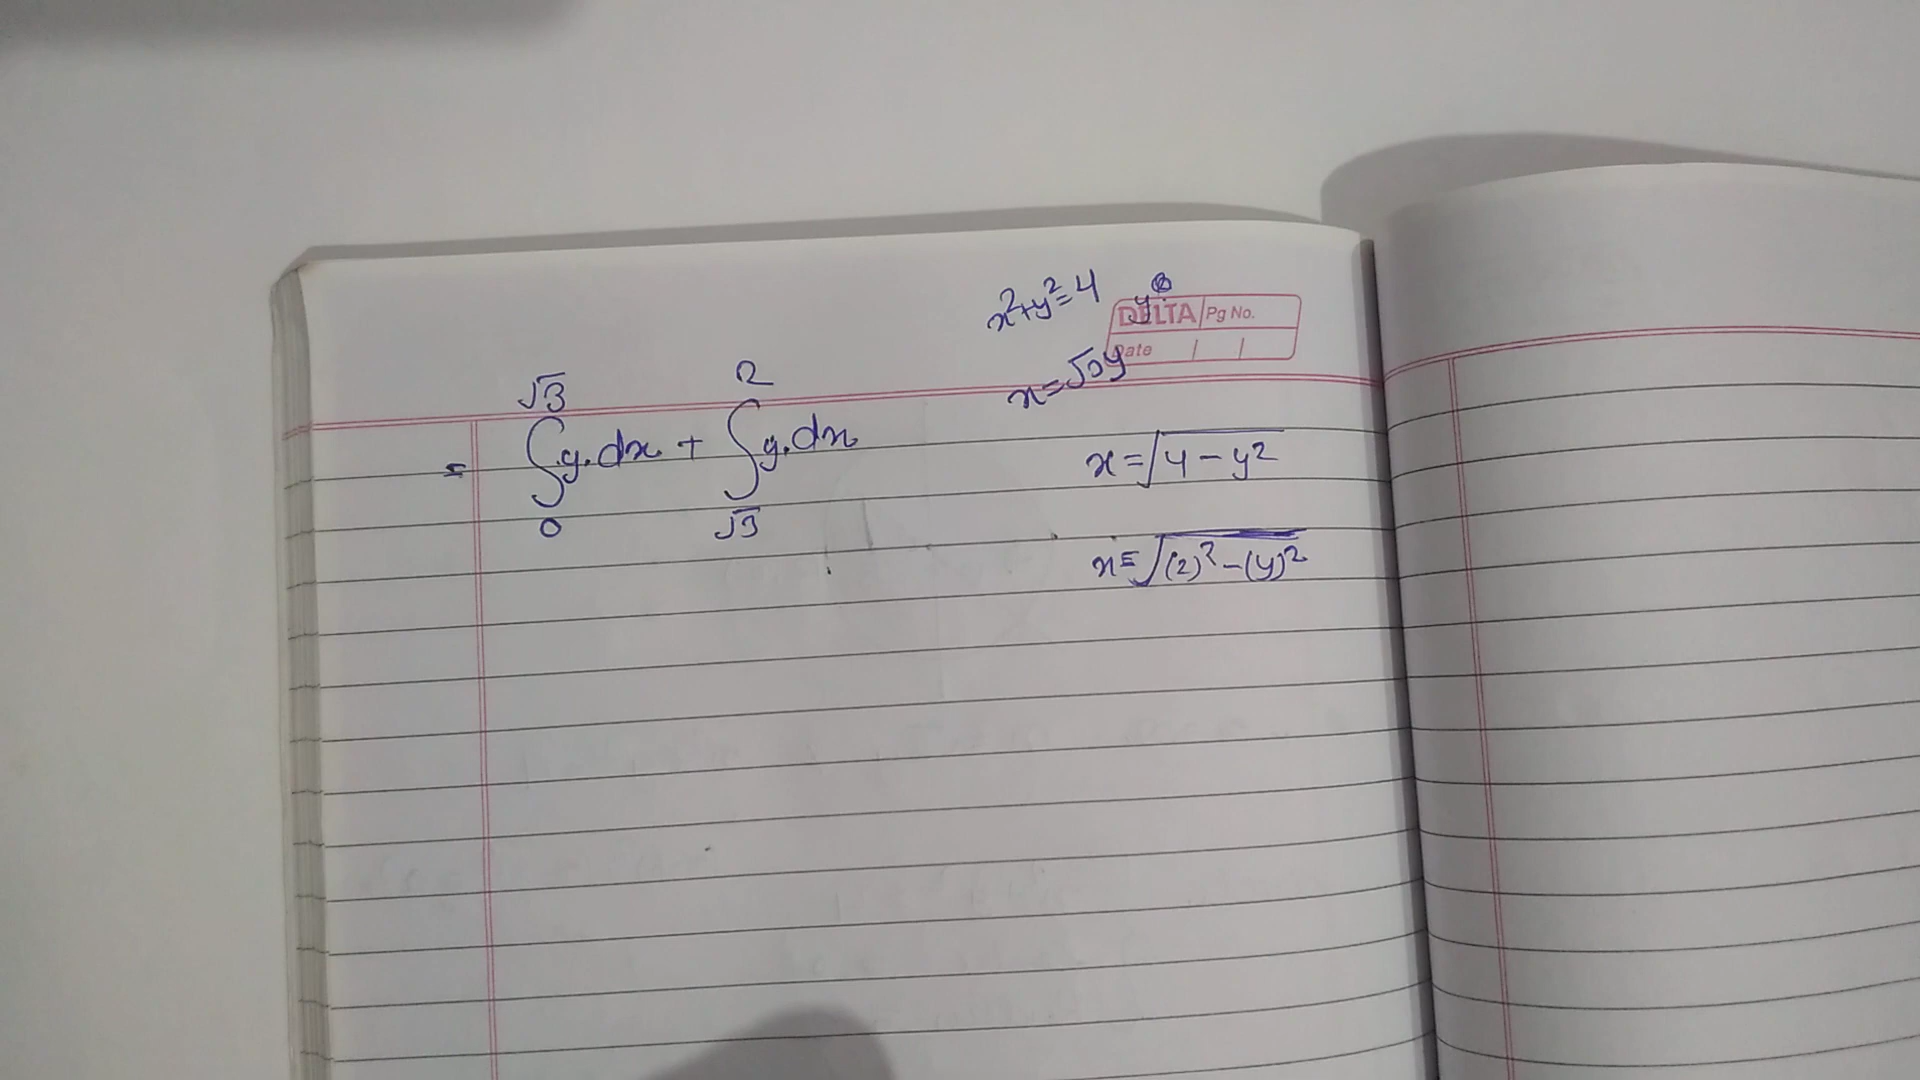 x²+y²=4 y
DELTA Pg No.
Date / /
x=√3y
= ∫₀^√3 y.dx + ∫√3^2 y.dx
x=√4-y²
x=√(2)²-(y)²